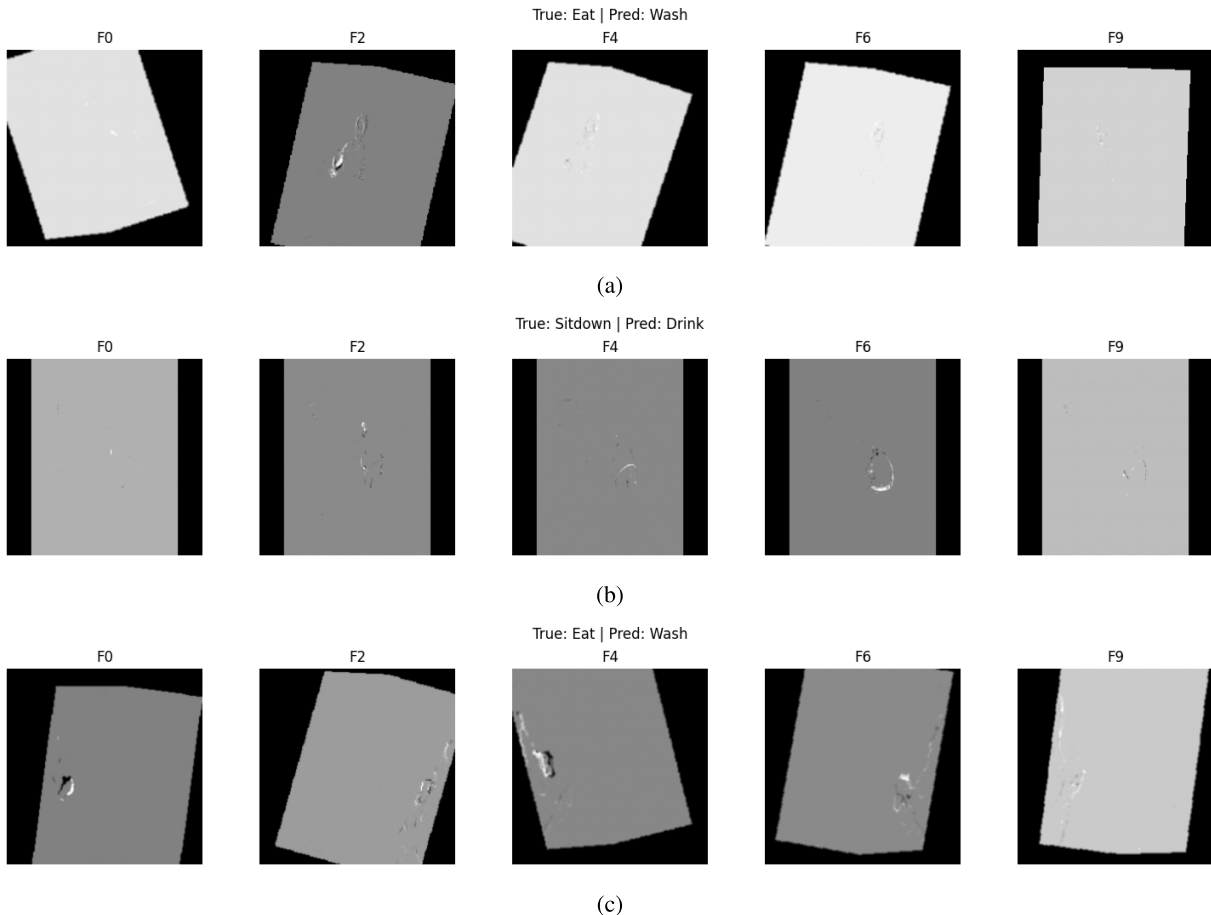 True: Eat | Pred: Wash
F0 F2 F4 F6 F9
(a)
True: Sitdown | Pred: Drink
F0 F2 F4 F6 F9
(b)
True: Eat | Pred: Wash
F0 F2 F4 F6 F9
(c)